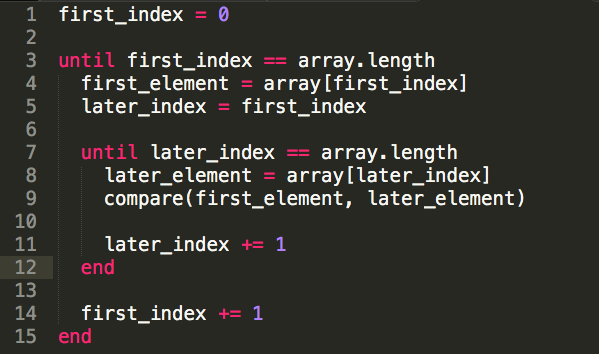 1 first_index = 0
2
3 until first_index == array.length
4   first_element = array[first_index]
5   later_index = first_index
6
7   until later_index == array.length
8     later_element = array[later_index]
9     compare(first_element, later_element)
10
11     later_index += 1
12   end
13
14   first_index += 1
15 end